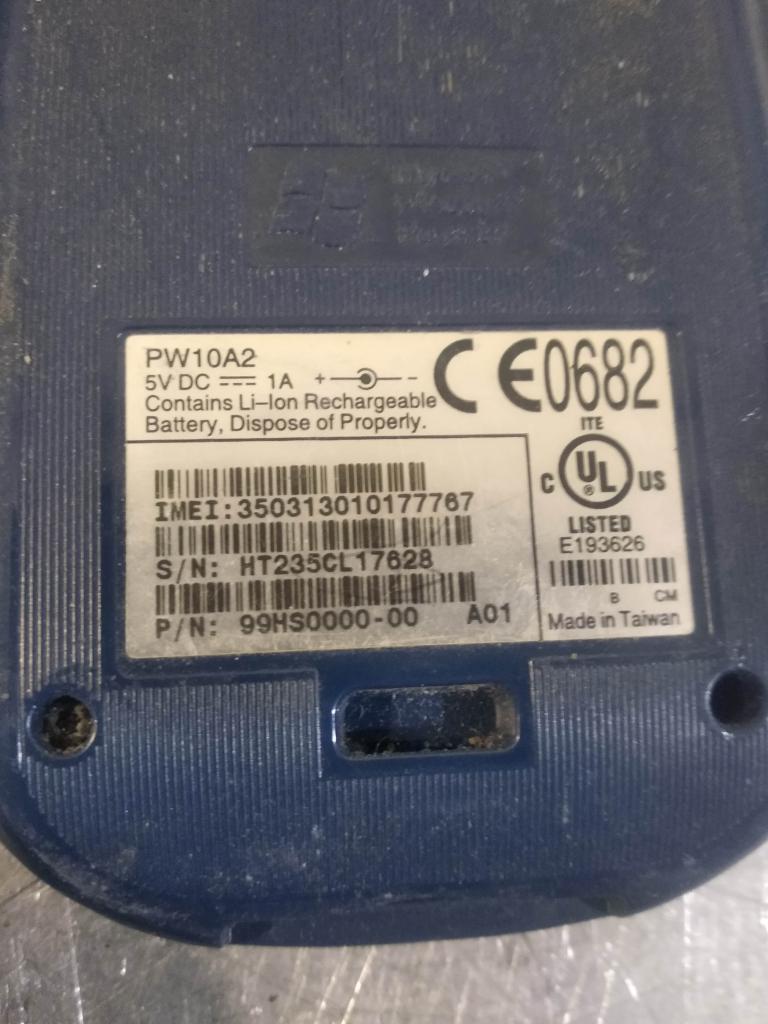 PW10A2
5V DC 1A + -
Contains Li-Ion Rechargeable
Battery, Dispose of Properly.
CE0682
IMEI:350313010177767
S/N: HT235CL17628
P/N: 99HS0000-00 A01
ITE
C UL US
®
LISTED
E193626
B CM
Made in Taiwan